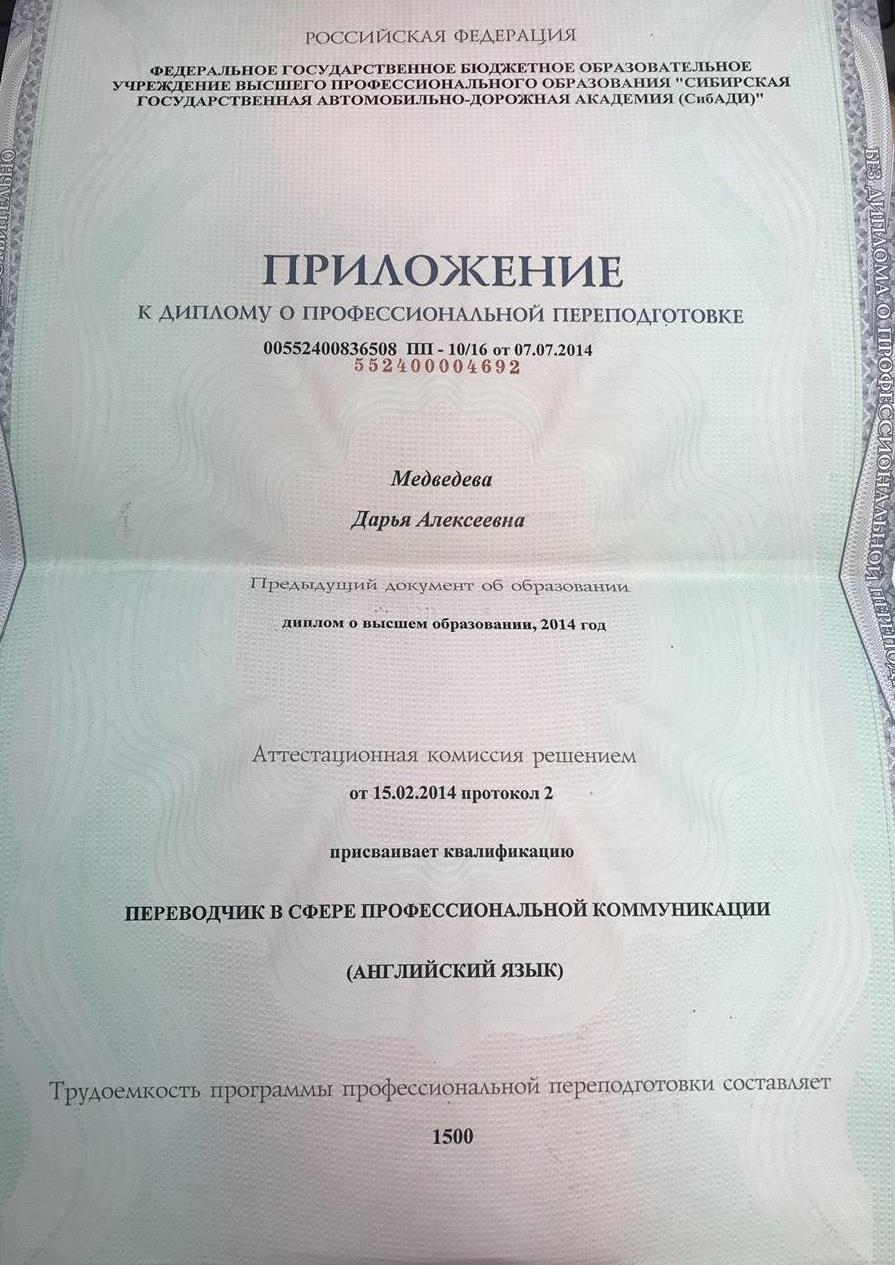 РОССИЙСКАЯ ФЕДЕРАЦИЯ
ФЕДЕРАЛЬНОЕ ГОСУДАРСТВЕННОЕ БЮДЖЕТНОЕ ОБРАЗОВАТЕЛЬНОЕ
УЧРЕЖДЕНИЕ ВЫСШЕГО ПРОФЕССИОНАЛЬНОГО ОБРАЗОВАНИЯ "СИБИРСКАЯ
ГОСУДАРСТВЕННАЯ АВТОМОБИЛЬНО-ДОРОЖНАЯ АКАДЕМИЯ (СибАДИ)"
ПРИЛОЖЕНИЕ
К ДИПЛОМУ О ПРОФЕССИОНАЛЬНОЙ ПЕРЕПОДГОТОВКЕ
00552400836508 ПП - 10/16 от 07.07.2014
552400004692
Медведева
Дарья Алексеевна
Предыдущий документ об образовании
диплом о высшем образовании, 2014 год
Аттестационная комиссия решением
от 15.02.2014 протокол 2
присваивает квалификацию
ПЕРЕВОДЧИК В СФЕРЕ ПРОФЕССИОНАЛЬНОЙ КОММУНИКАЦИИ
(АНГЛИЙСКИЙ ЯЗЫК)
Трудоемкость программы профессиональной переподготовки составляет
1500
БЕЗ ДИПЛОМА О ПРОФЕССИОНАЛЬНОЙ